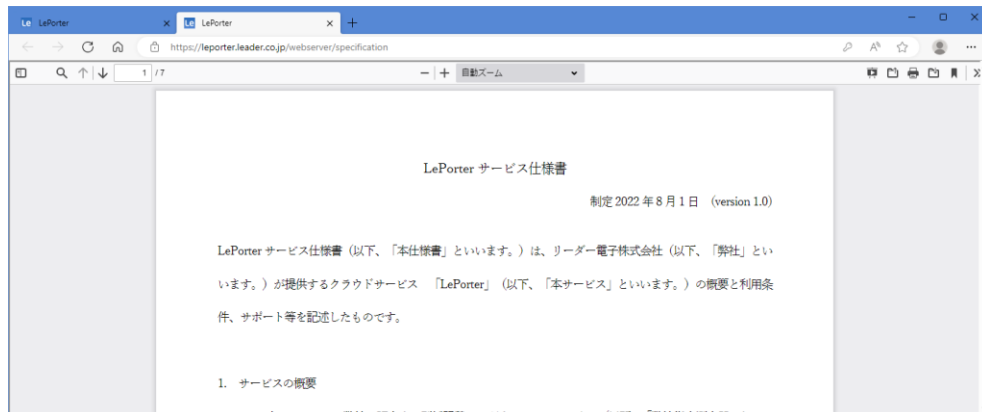 Le LePorter
Le LePorter
https://leporter.leader.co.jp/webserver/specification
1 /7
自動ズーム
LePorter サービス仕様書
制定 2022 年 8 月 1 日 (version 1.0)
LePorter サービス仕様書（以下、「本仕様書」といいます。）は、リーダー電子株式会社（以下、「弊社」とい
います。）が提供するクラウドサービス 「LePorter」（以下、「本サービス」といいます。）の概要と利用条
件、サポート等を記述したものです。
1. サービスの概要